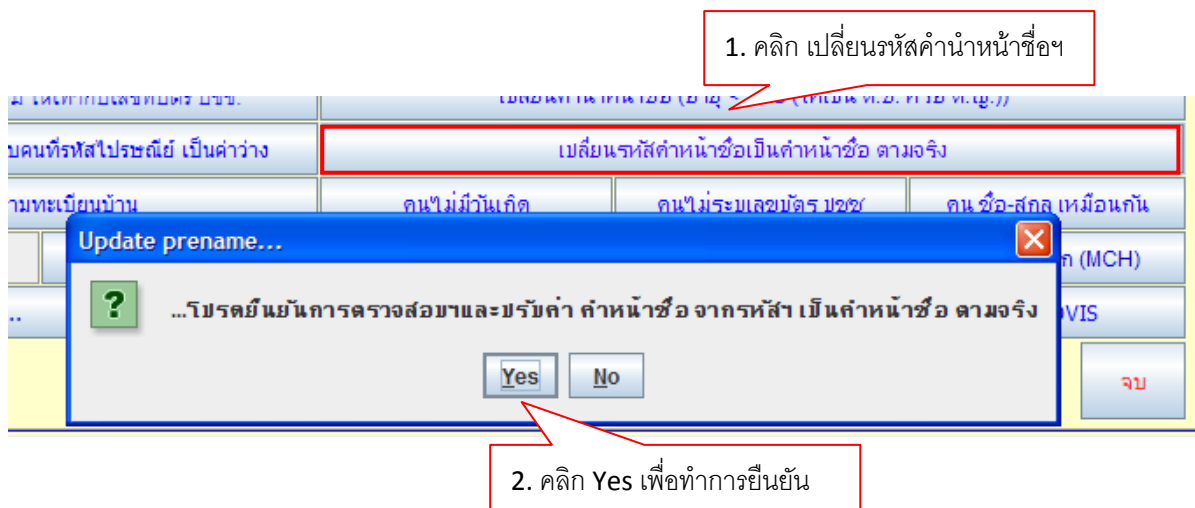 1. คลิก เปลี่ยนรหัสคำนำหน้าชื่อฯ
บคนที่รหัสไปรษณีย์ เป็นค่าว่าง
เปลี่ยนรหัสคำหน้าชื่อเป็นคำหน้าชื่อ ตามจริง
ามทะเบียนบ้าน
คนไม่มีวันเกิด
คนไม่ระบุเลขบัตร ปชช
คน ชื่อ-สกุล เหมือนกัน
Update prename...
ก (MCH)
...โปรดยืนยันการตรวจสอบฯและปรับค่า คำหน้าชื่อ จากรหัสฯ เป็นคำหน้าชื่อ ตามจริง
..
VIS
Yes
No
จบ
2. คลิก Yes เพื่อทำการยืนยัน